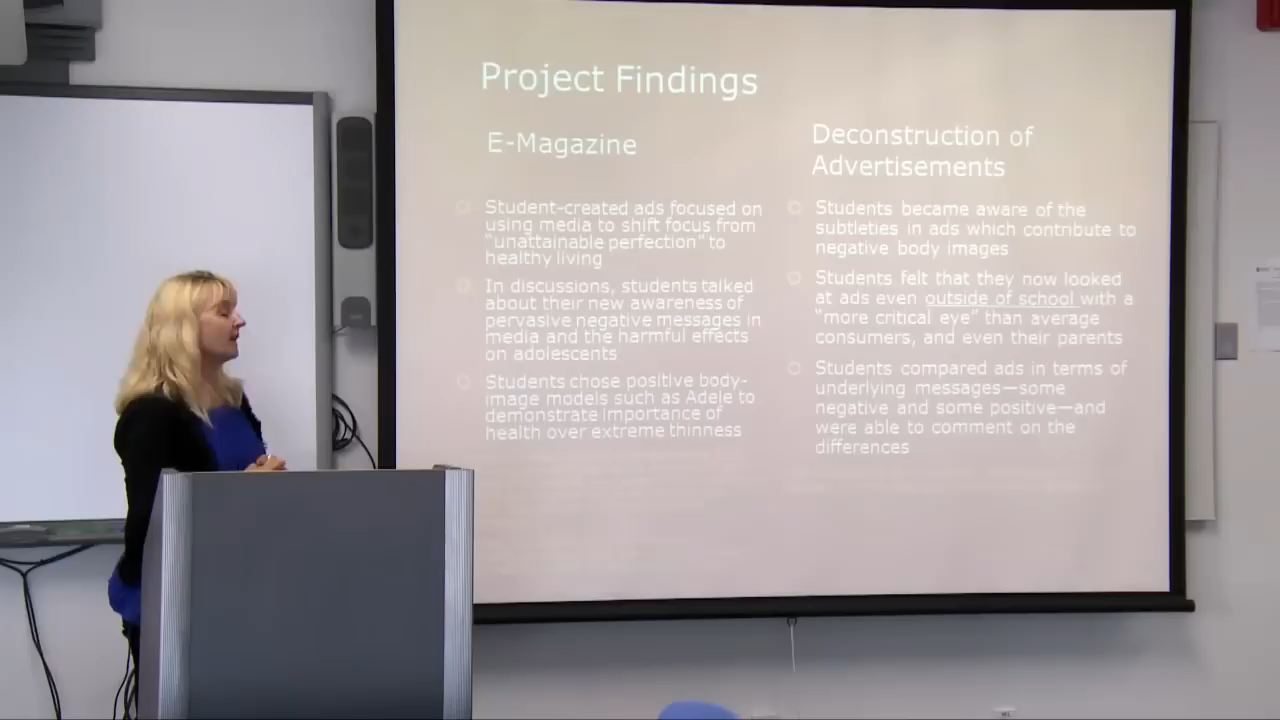 Project Findings
E-Magazine
Student-created ads focused on
using media to shift focus from
"unattainable perfection" to
healthy living
In discussions, students talked
about their new awareness of
pervasive negative messages in
media and the harmful effects
on adolescents
Students chose positive body-
image models such as Adele to
demonstrate importance of
health over extreme thinness
Deconstruction of
Advertisements
Students became aware of the
subtleties in ads which contribute to
negative body images
Students felt that they now looked
at ads even outside of school with a
"more critical eye" than average
consumers, and even their parents
Students compared ads in terms of
underlying messages—some
negative and some positive—and
were able to comment on the
differences